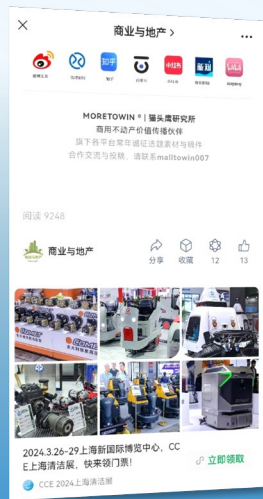 商业与地产 >
知乎
小红书
MORETOWIN ® | 猫头鹰研究所
商用不动产价值传播伙伴
旗下各平台常年诚征选题素材与稿件
合作交流与投稿，请联系malltowin007
阅读 9248
商业与地产
分享
收藏
12
13
COMET
2024.3.26-29上海新国际博览中心，CC
E上海清洁展，快来领门票！
立即领取
CCE 2024上海清洁展